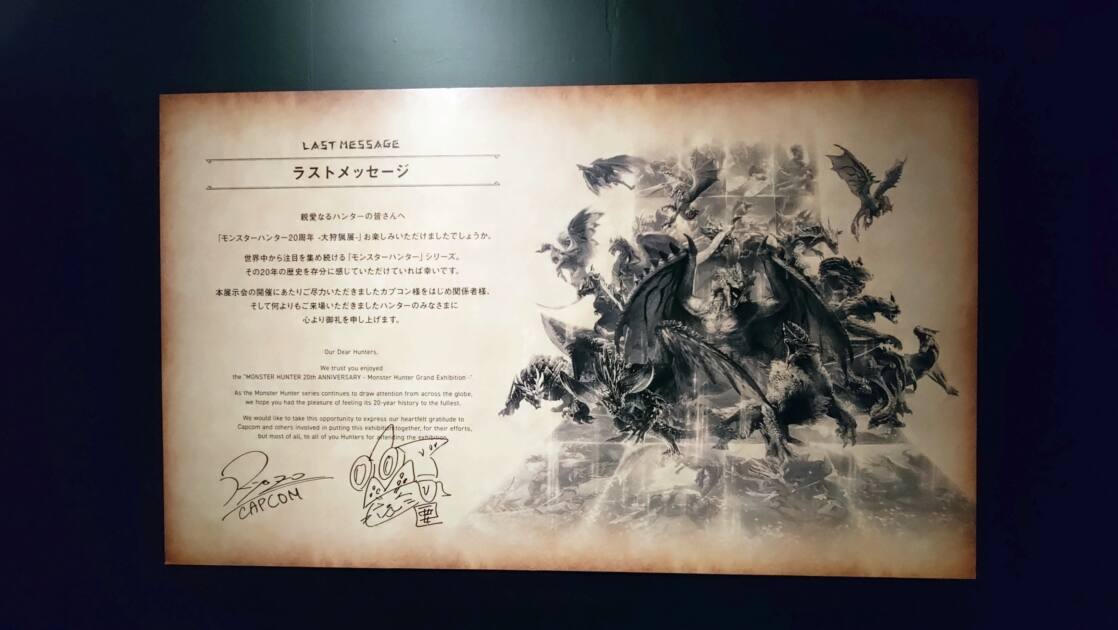 LAST MESSAGE
ラストメッセージ
親愛なるハンターの皆さんへ
「モンスターハンター20周年 -大狩猟展-」お楽しみいただけましたでしょうか。
世界中から注目を集め続ける「モンスターハンター」シリーズ。
その20年の歴史を存分に感じていただけていれば幸いです。
本展示会の開催にあたりご尽力いただきましたカプコン様をはじめ関係者様、
そして何よりもご来場いただきましたハンターのみなさまに
心より御礼を申し上げます。
Our Dear Hunters,
We trust you enjoyed
the "MONSTER HUNTER 20th ANNIVERSARY - Monster Hunter Grand Exhibition -"
As the Monster Hunter series continues to draw attention from across the globe,
we hope you had the pleasure of feeling its 20-year history to the fullest.
We would like to take this opportunity to express our heartfelt gratitude to
Capcom and others involved in putting this exhibition together, for their efforts,
but most of all, to all of you Hunters for attending the exhibition.
CAPCOM